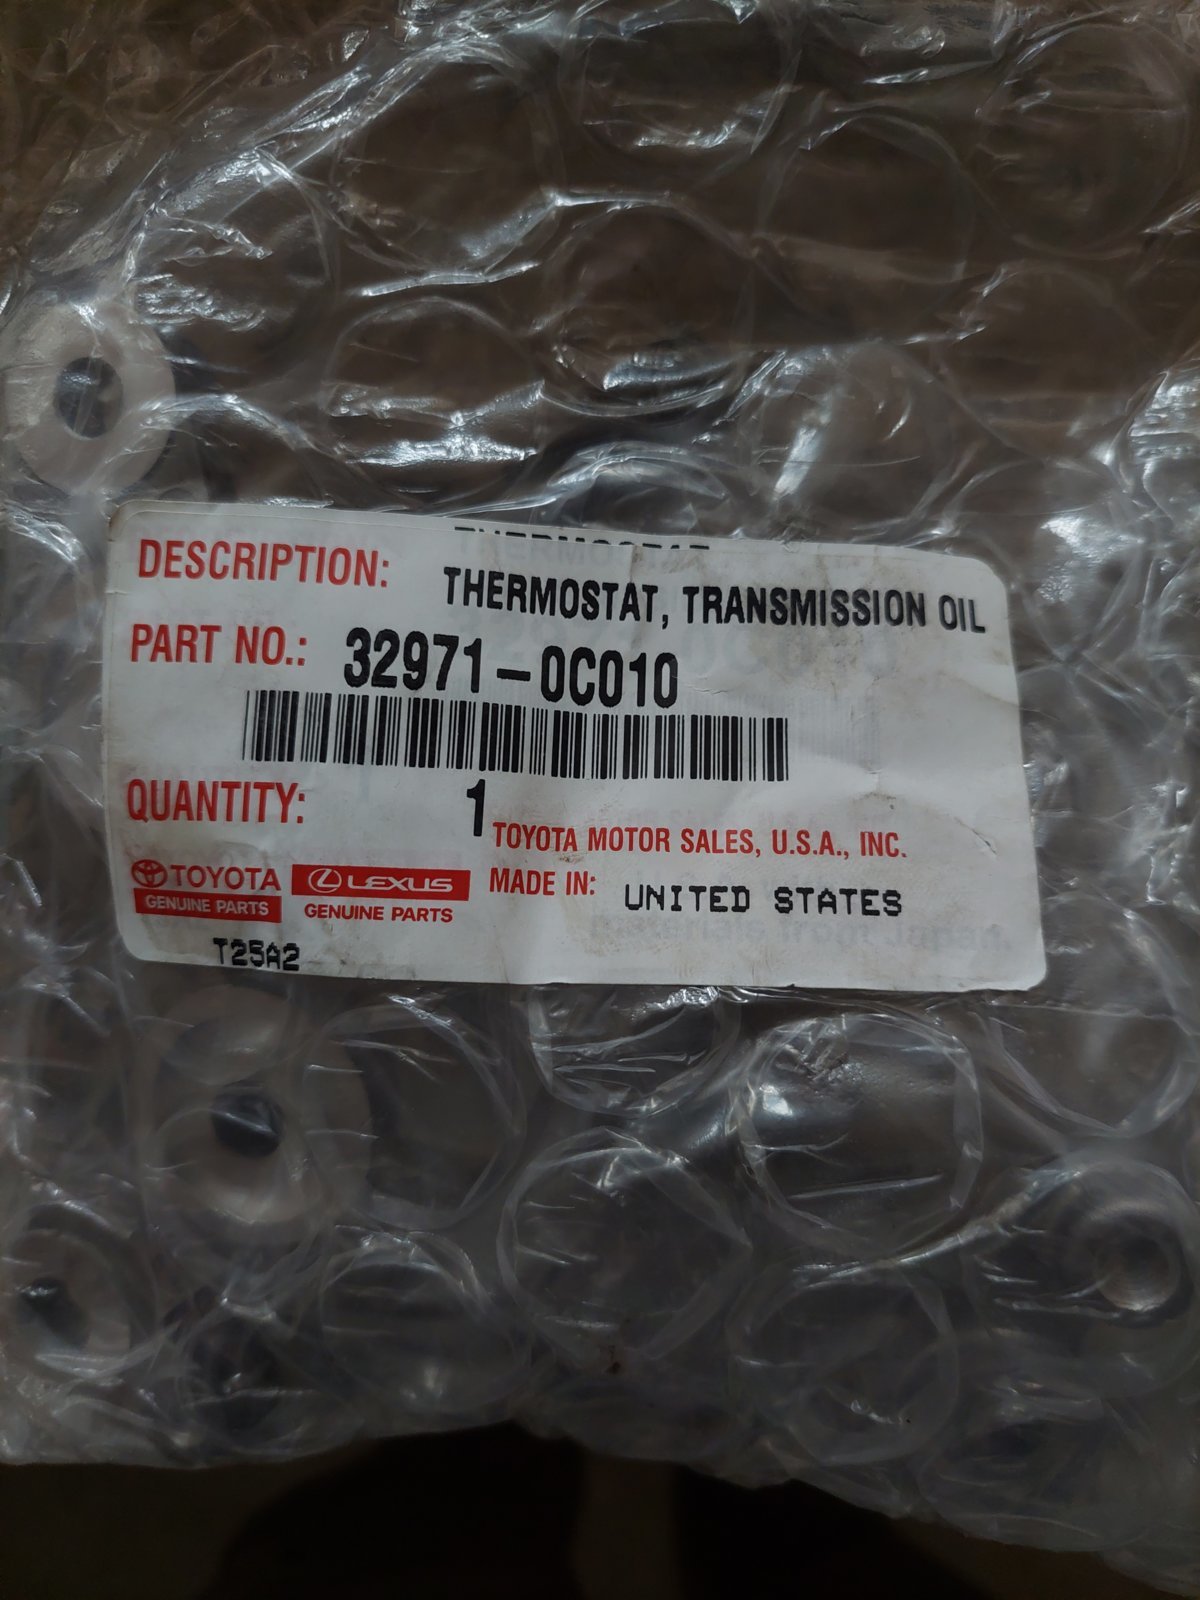 THERMOSTAT
DESCRIPTION: THERMOSTAT, TRANSMISSION OIL
PART NO.: 32971-0C010
QUANTITY: 1
TOYOTA MOTOR SALES, U.S.A., INC.
TOYOTA LEXUS MADE IN: UNITED STATES
GENUINE PARTS GENUINE PARTS
T25A2